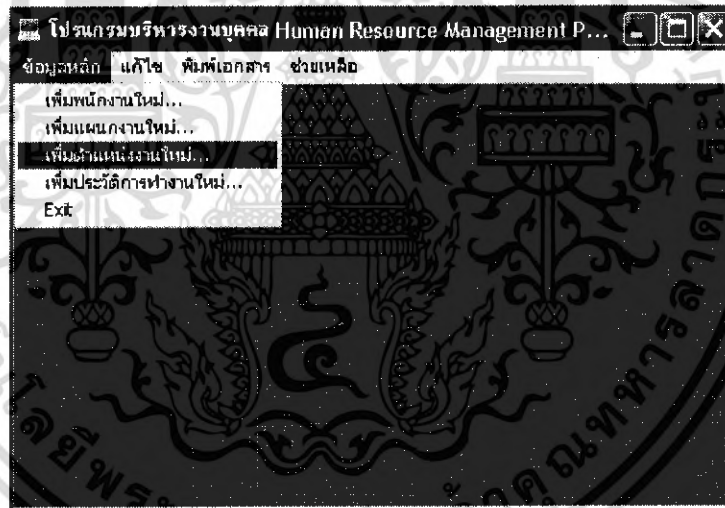 โปรแกรมบริหารงานบุคคล Human Resource Management P...
ข้อมูลหลัก แก้ไข พิมพ์เอกสาร ช่วยเหลือ
เพิ่มพนักงานใหม่...
เพิ่มแผนกงานใหม่...
เพิ่มตำแหน่งงานใหม่...
เพิ่มประวัติการทำงานใหม่...
Exit